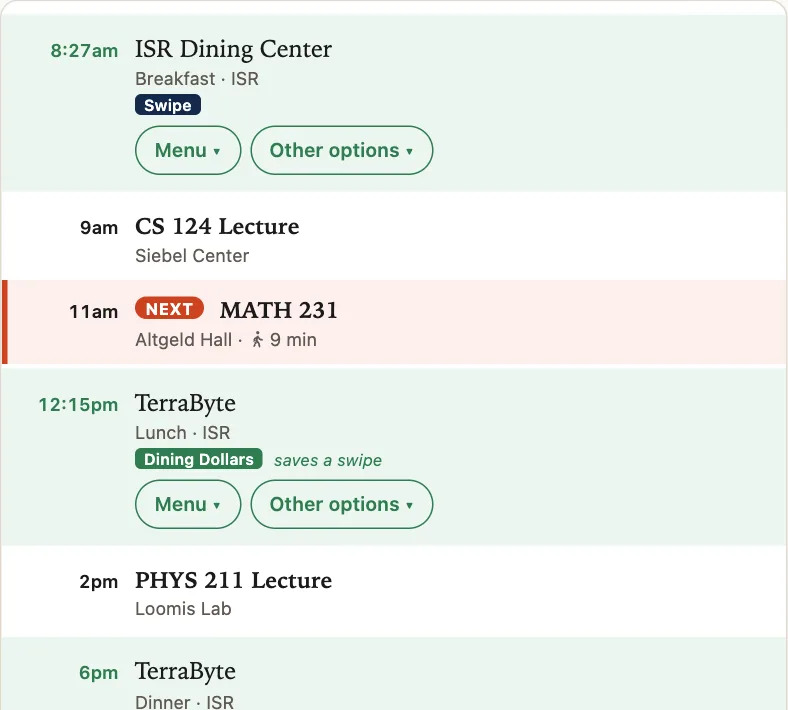 8:27am ISR Dining Center
Breakfast · ISR
Swipe
Menu ▾ Other options ▾
9am CS 124 Lecture
Siebel Center
11am NEXT MATH 231
Altgeld Hall · 9 min
12:15pm TerraByte
Lunch · ISR
Dining Dollars saves a swipe
Menu ▾ Other options ▾
2pm PHYS 211 Lecture
Loomis Lab
6pm TerraByte
Dinner · ISR